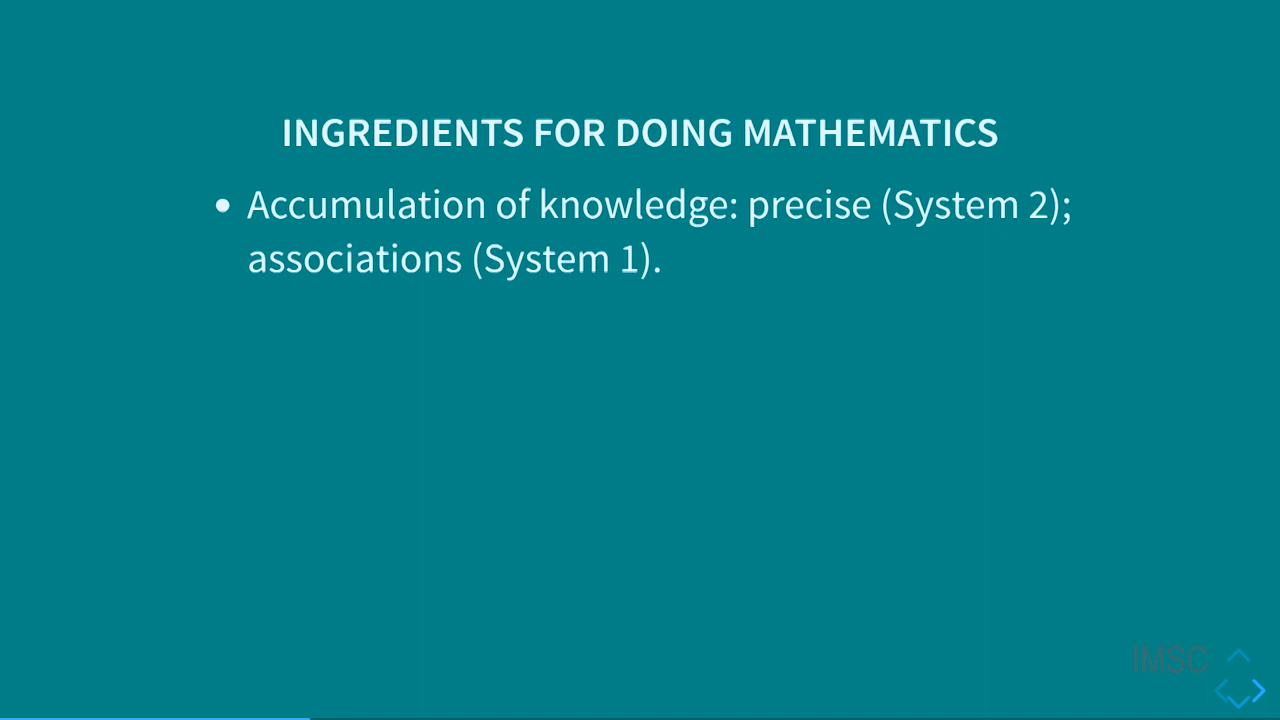 INGREDIENTS FOR DOING MATHEMATICS
• Accumulation of knowledge: precise (System 2);
associations (System 1).
IMSC